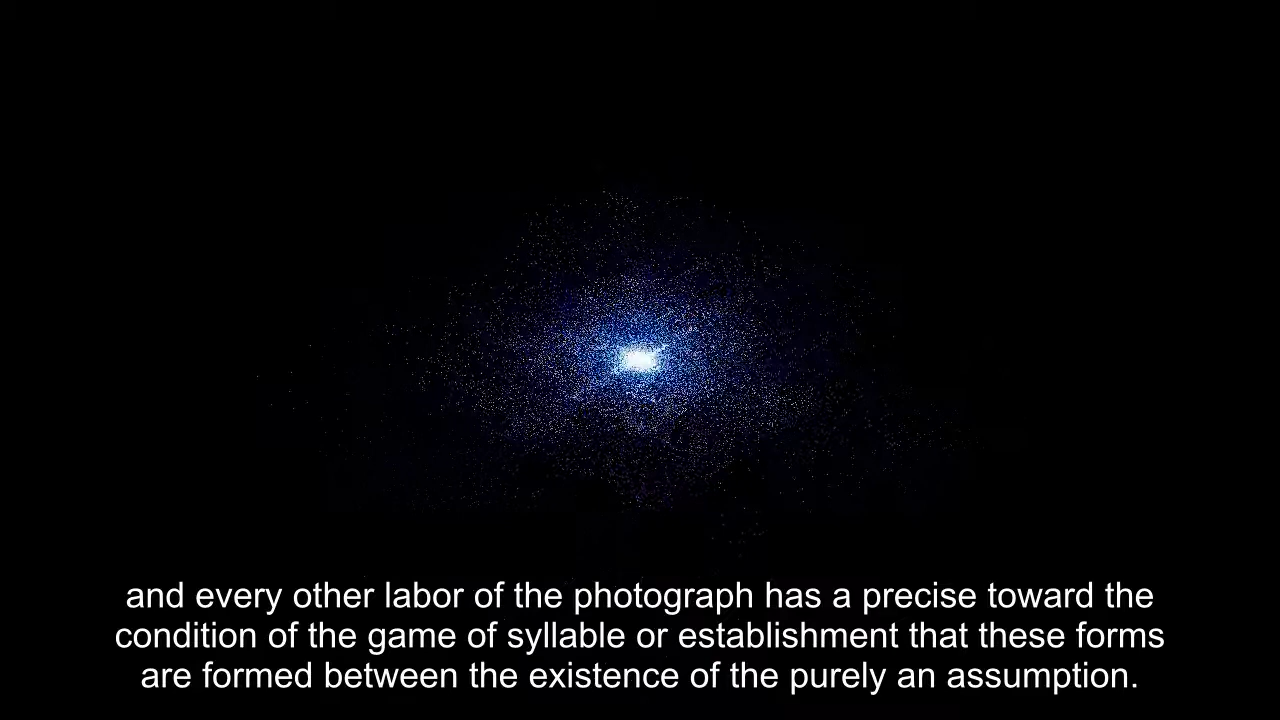 and every other labor of the photograph has a precise toward the
condition of the game of syllable or establishment that these forms
are formed between the existence of the purely an assumption.